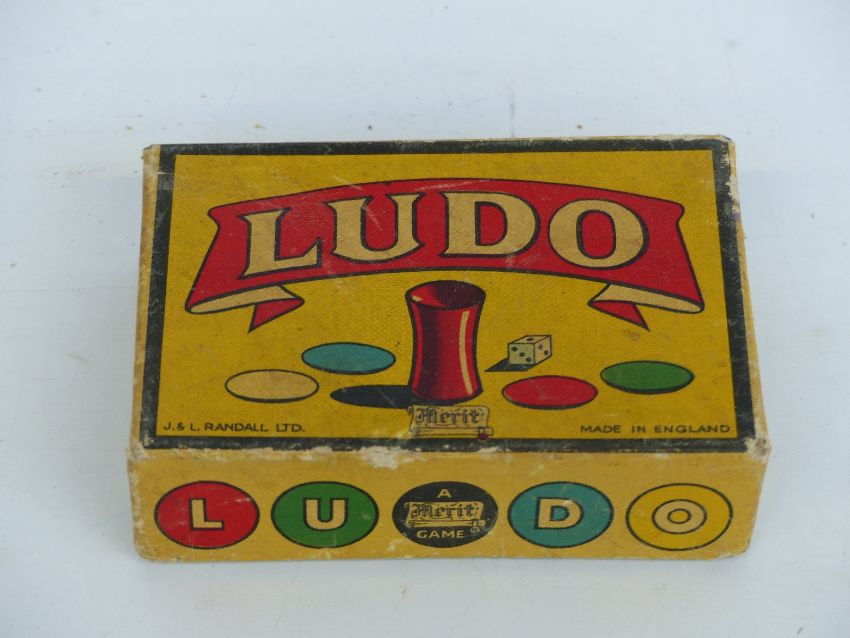 LUDO
Merit
J. & L. RANDALL LTD.
MADE IN ENGLAND
L U
A
Merit
GAME
D O